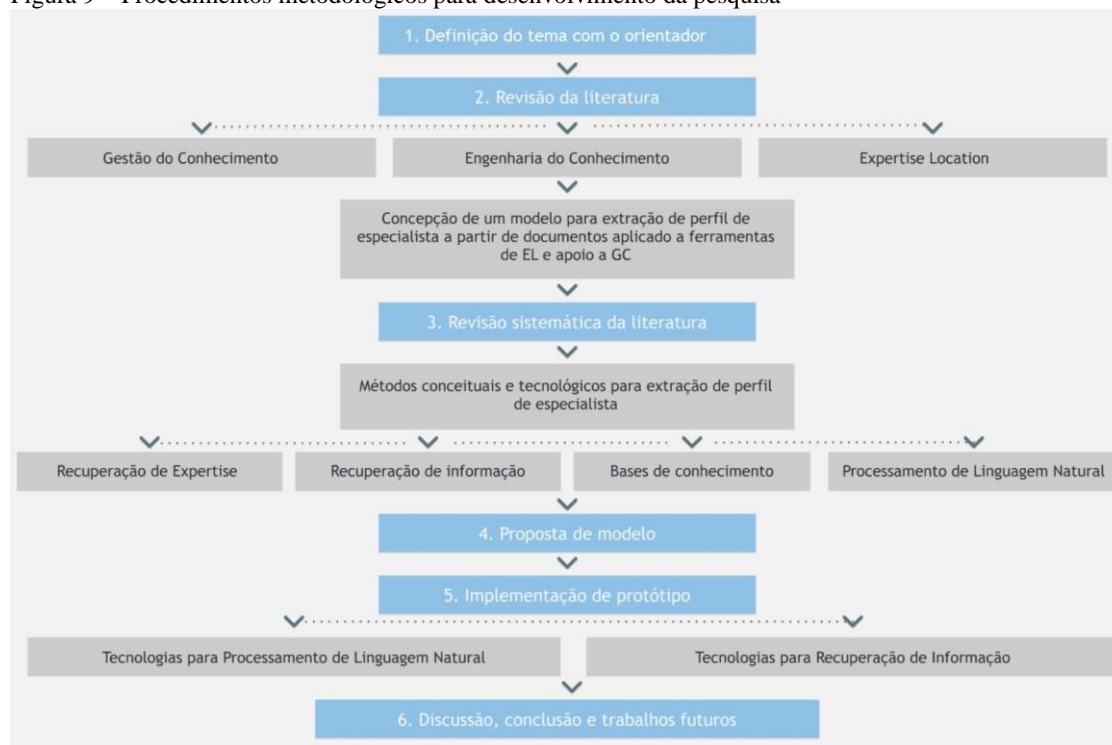 Figura 9 – Procedimentos metodológicos para desenvolvimento da pesquisa
1. Definição do tema com o orientador
2. Revisão da literatura
Gestão do Conhecimento
Engenharia do Conhecimento
Expertise Location
Concepção de um modelo para extração de perfil de
especialista a partir de documentos aplicado a ferramentas
de EL e apoio a GC
3. Revisão sistemática da literatura
Métodos conceituais e tecnológicos para extração de perfil
de especialista
Recuperação de Expertise
Recuperação de informação
Bases de conhecimento
Processamento de Linguagem Natural
4. Proposta de modelo
5. Implementação de protótipo
Tecnologias para Processamento de Linguagem Natural
Tecnologias para Recuperação de Informação
6. Discussão, conclusão e trabalhos futuros